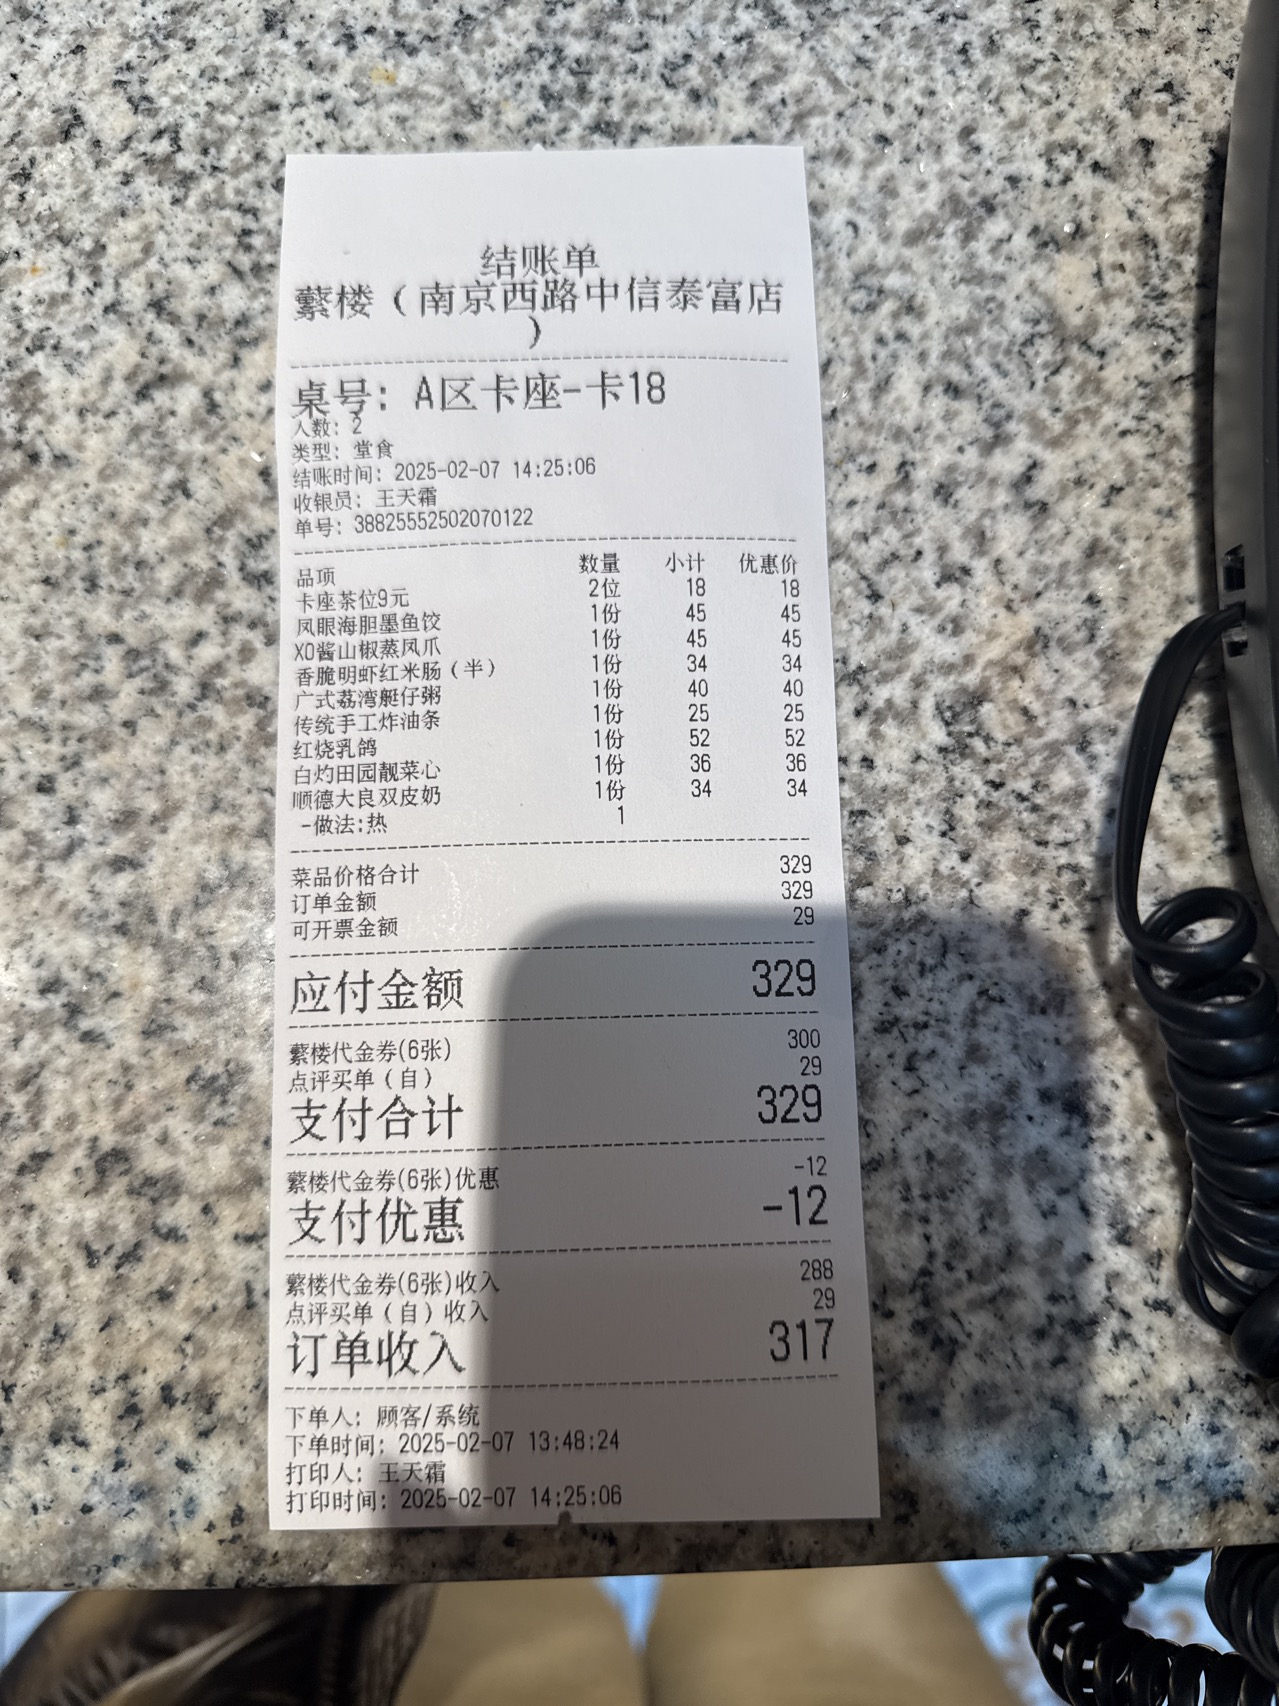 结账单
蘩楼（南京西路中信泰富店
）
桌号：A区卡座-卡18
人数：2
类型：堂食
结账时间：2025-02-07 14:25:06
收银员：王天霜
单号：38825552502070122
品项 数量 小计 优惠价
卡座茶位9元 2位 18 18
凤眼海胆墨鱼饺 1份 45 45
XO酱山椒蒸凤爪 1份 45 45
香脆明虾红米肠（半） 1份 34 34
广式荔湾艇仔粥 1份 40 40
传统手工炸油条 1份 25 25
红烧乳鸽 1份 52 52
白灼田园靓菜心 1份 36 36
顺德大良双皮奶 1份 34 34
-做法:热 1
菜品价格合计 329
订单金额 329
可开票金额 29
应付金额 329
蘩楼代金券(6张) 300
点评买单（自） 29
支付合计 329
蘩楼代金券(6张)优惠 -12
支付优惠 -12
蘩楼代金券(6张)收入 288
点评买单（自）收入 29
订单收入 317
下单人：顾客/系统
下单时间：2025-02-07 13:48:24
打印人：王天霜
打印时间：2025-02-07 14:25:06